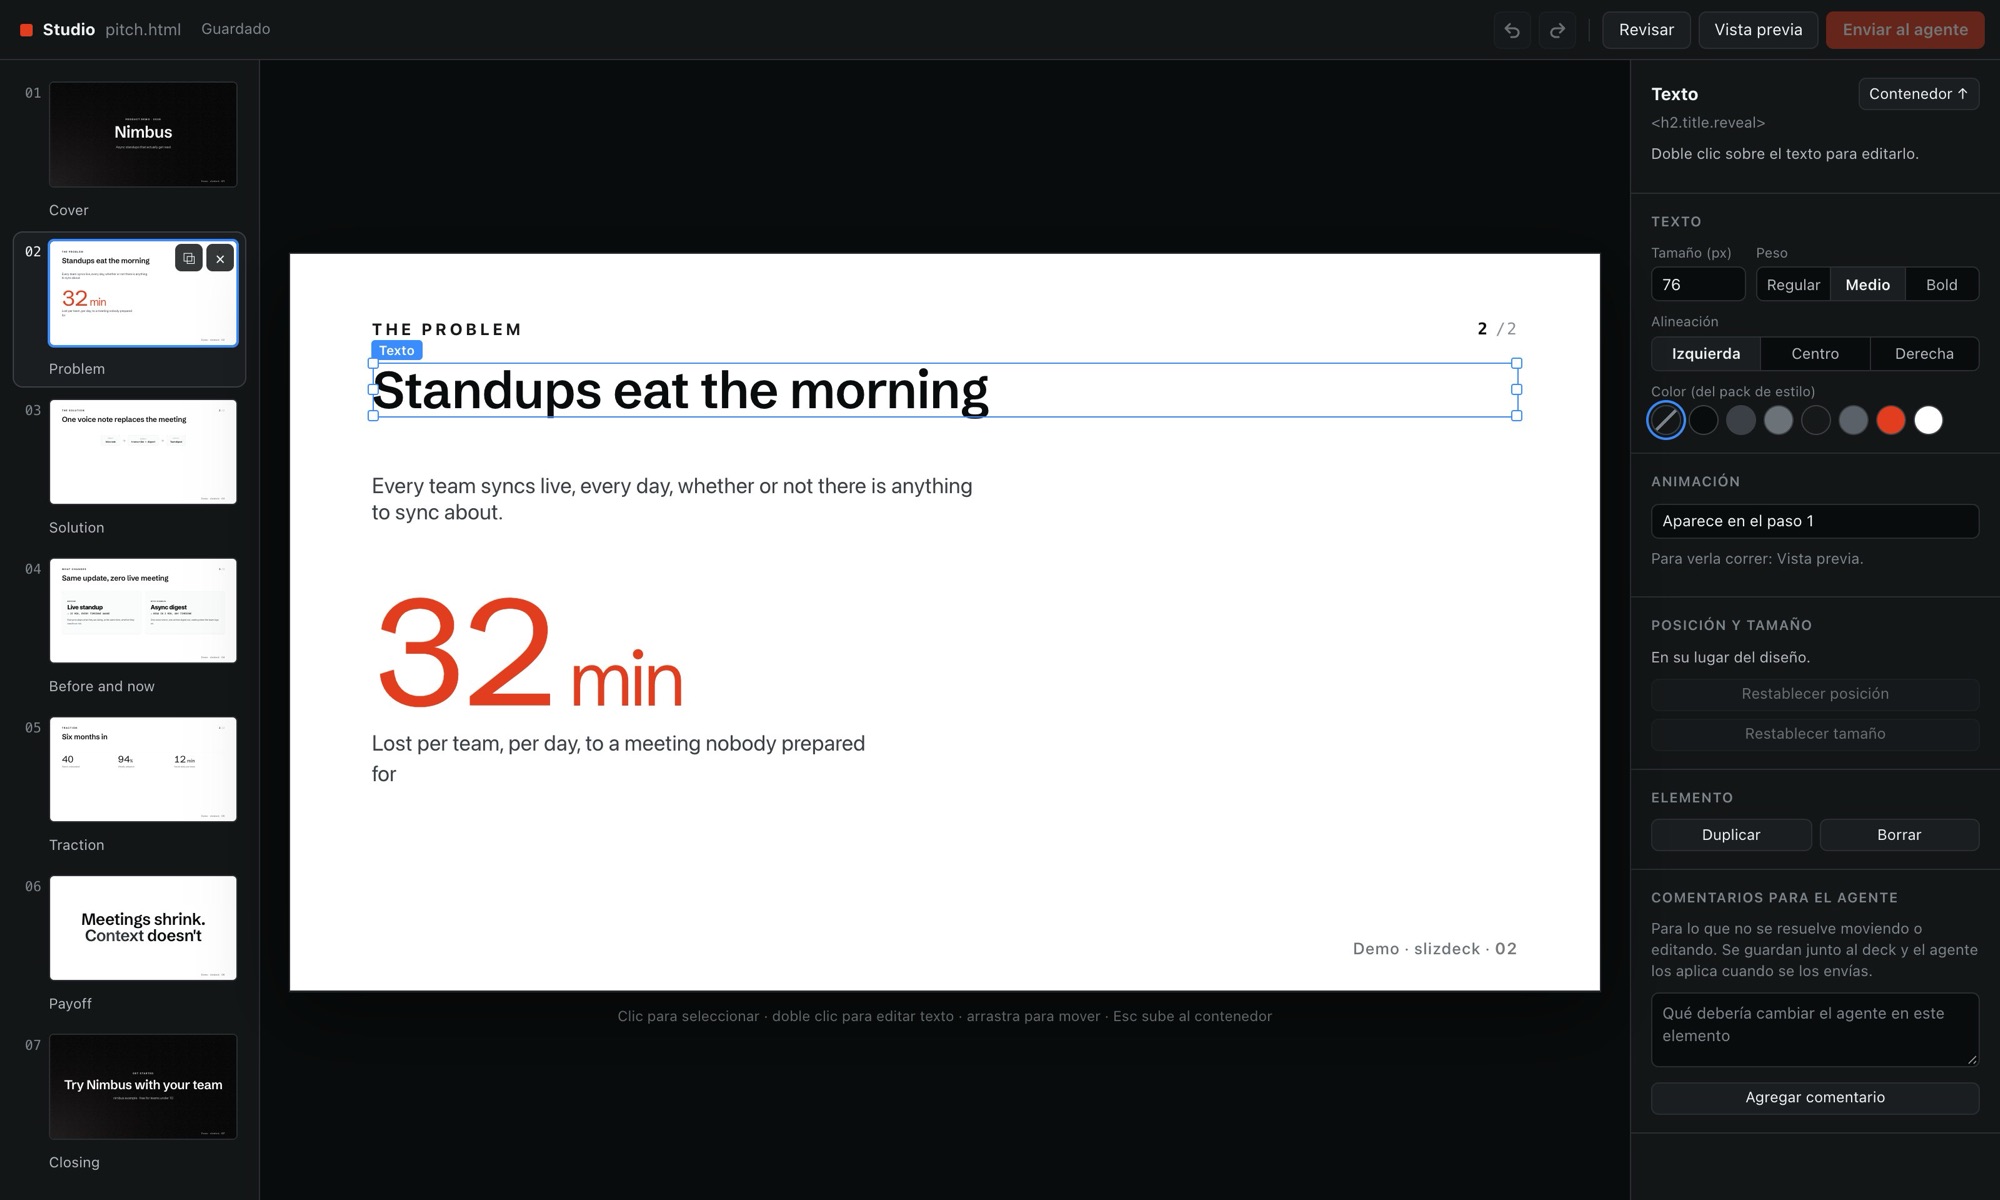 Studio pitch.html Guardado
Revisar
Vista previa
Enviar al agente
01
Nimbus
Cover
02
THE PROBLEM
Standups eat the morning
32 min
Problem
03
THE SOLUTION
One voice note replaces the meeting
Solution
04
Same update, zero live meeting
Live standup
Async digest
Before and now
05
TRACTION
Six months in
40
94%
12 min
Traction
06
Meetings shrink.
Context doesn't
Payoff
07
Try Nimbus with your team
Closing
THE PROBLEM
2 /2
Texto
Standups eat the morning
Every team syncs live, every day, whether or not there is anything
to sync about.
32 min
Lost per team, per day, to a meeting nobody prepared
for
Demo · slizdeck · 02
Clic para seleccionar · doble clic para editar texto · arrastra para mover · Esc sube al contenedor
Texto
Contenedor ↑
<h2.title.reveal>
Doble clic sobre el texto para editarlo.
TEXTO
Tamaño (px)
Peso
76
Regular
Medio
Bold
Alineación
Izquierda
Centro
Derecha
Color (del pack de estilo)
ANIMACIÓN
Aparece en el paso 1
Para verla correr: Vista previa.
POSICIÓN Y TAMAÑO
En su lugar del diseño.
Restablecer posición
Restablecer tamaño
ELEMENTO
Duplicar
Borrar
COMENTARIOS PARA EL AGENTE
Para lo que no se resuelve moviendo o
editando. Se guardan junto al deck y el agente
los aplica cuando se los envías.
Qué debería cambiar el agente en este
elemento
Agregar comentario